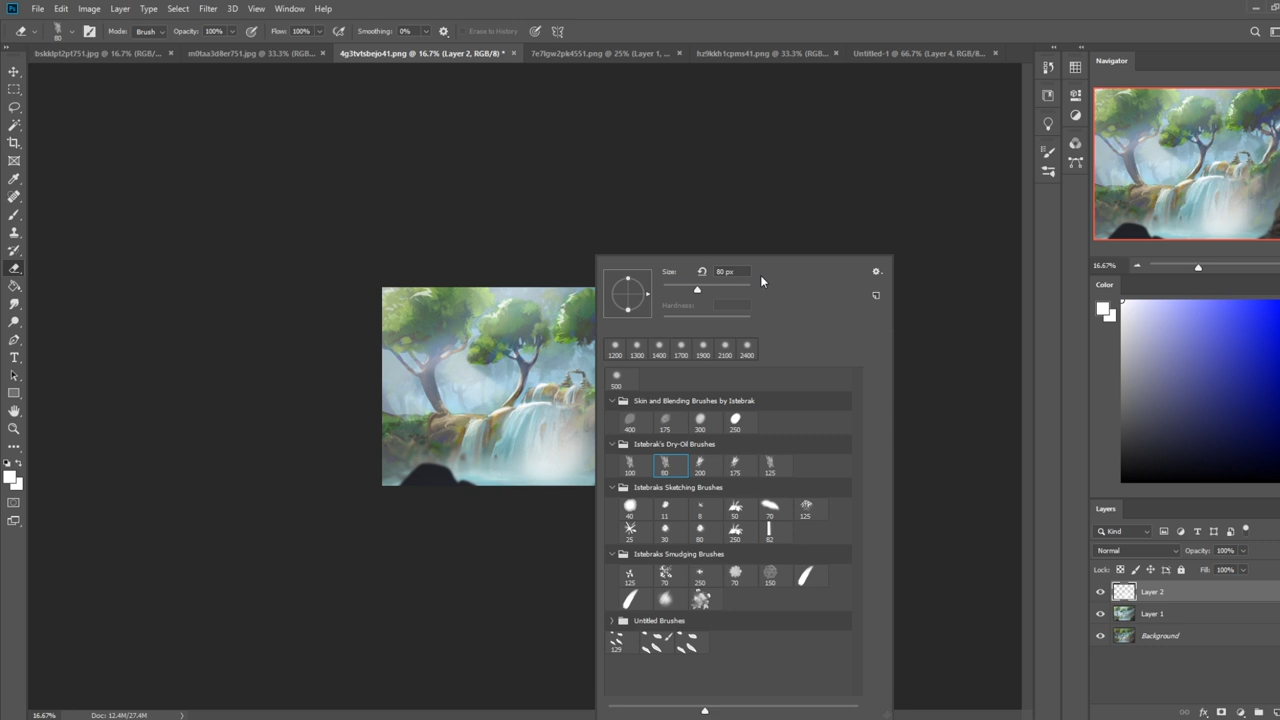 Ps File Edit Image Layer Type Select Filter 3D View Window Help
80 Mode: Brush Opacity: 100% Flow: 100% Smoothing: 0% Erase to History
bskklpt2pt751.jpg @ 16.7% (RGB/... × m0taa3d8er751.jpg @ 33.3% (RGB... × 4g3tvtsbejo41.png @ 16.7% (Layer 2, RGB/8) * × 7e7lgw2pk4551.png @ 25% (Layer 1, ... × hz9kkh1cpms41.png @ 33.3% (RGB... × Untitled-1 @ 66.7% (Layer 4, RGB/8... ×
Navigator
16.67%
Color
Size: 80 px
Hardness:
1200 1300 1400 1700 1900 2100 2400
500
Skin and Blending Brushes by Istebrak
400 175 300 250
Istebrak's Dry-Oil Brushes
100 80 200 175 125
Istebraks Sketching Brushes
40 11 8 50 70 125
25 30 80 250 82
Istebraks Smudging Brushes
125 70 250 70 150
Untitled Brushes
129
Layers
Kind
Normal Opacity: 100%
Lock: Fill: 100%
Layer 2
Layer 1
Background
16.67% Doc: 12.4M/27.4M